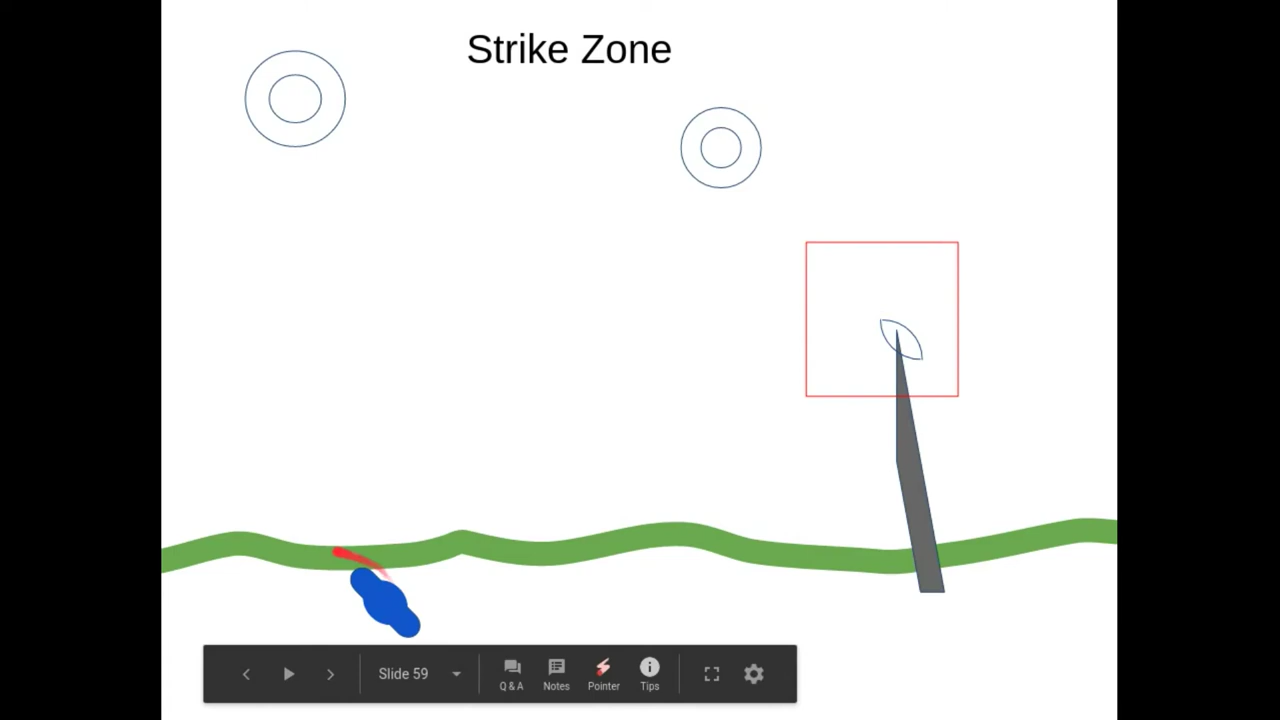 Strike Zone
Slide 59
Q & A
Notes
Pointer
Tips